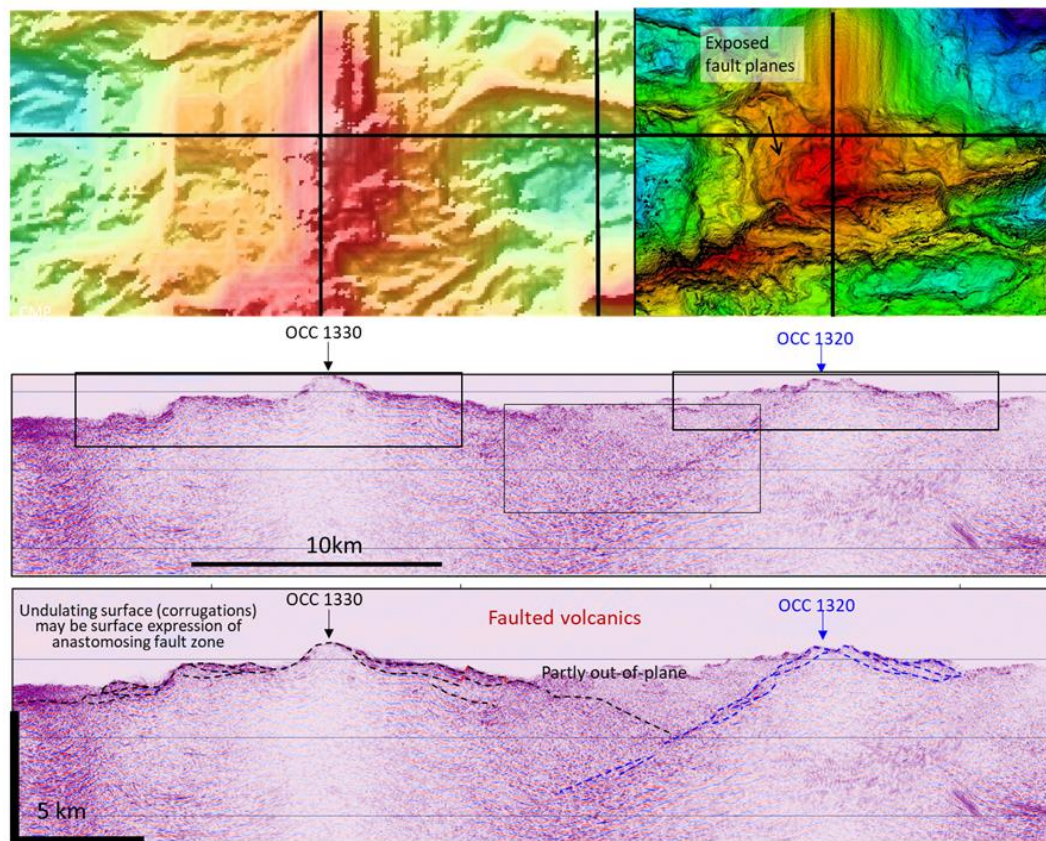 Exposed
fault planes
CMP
OCC 1330
OCC 1320
10km
Undulating surface (corrugations)
may be surface expression of
anastomosing fault zone
OCC 1330
Faulted volcanics
OCC 1320
Partly out-of-plane
5 km